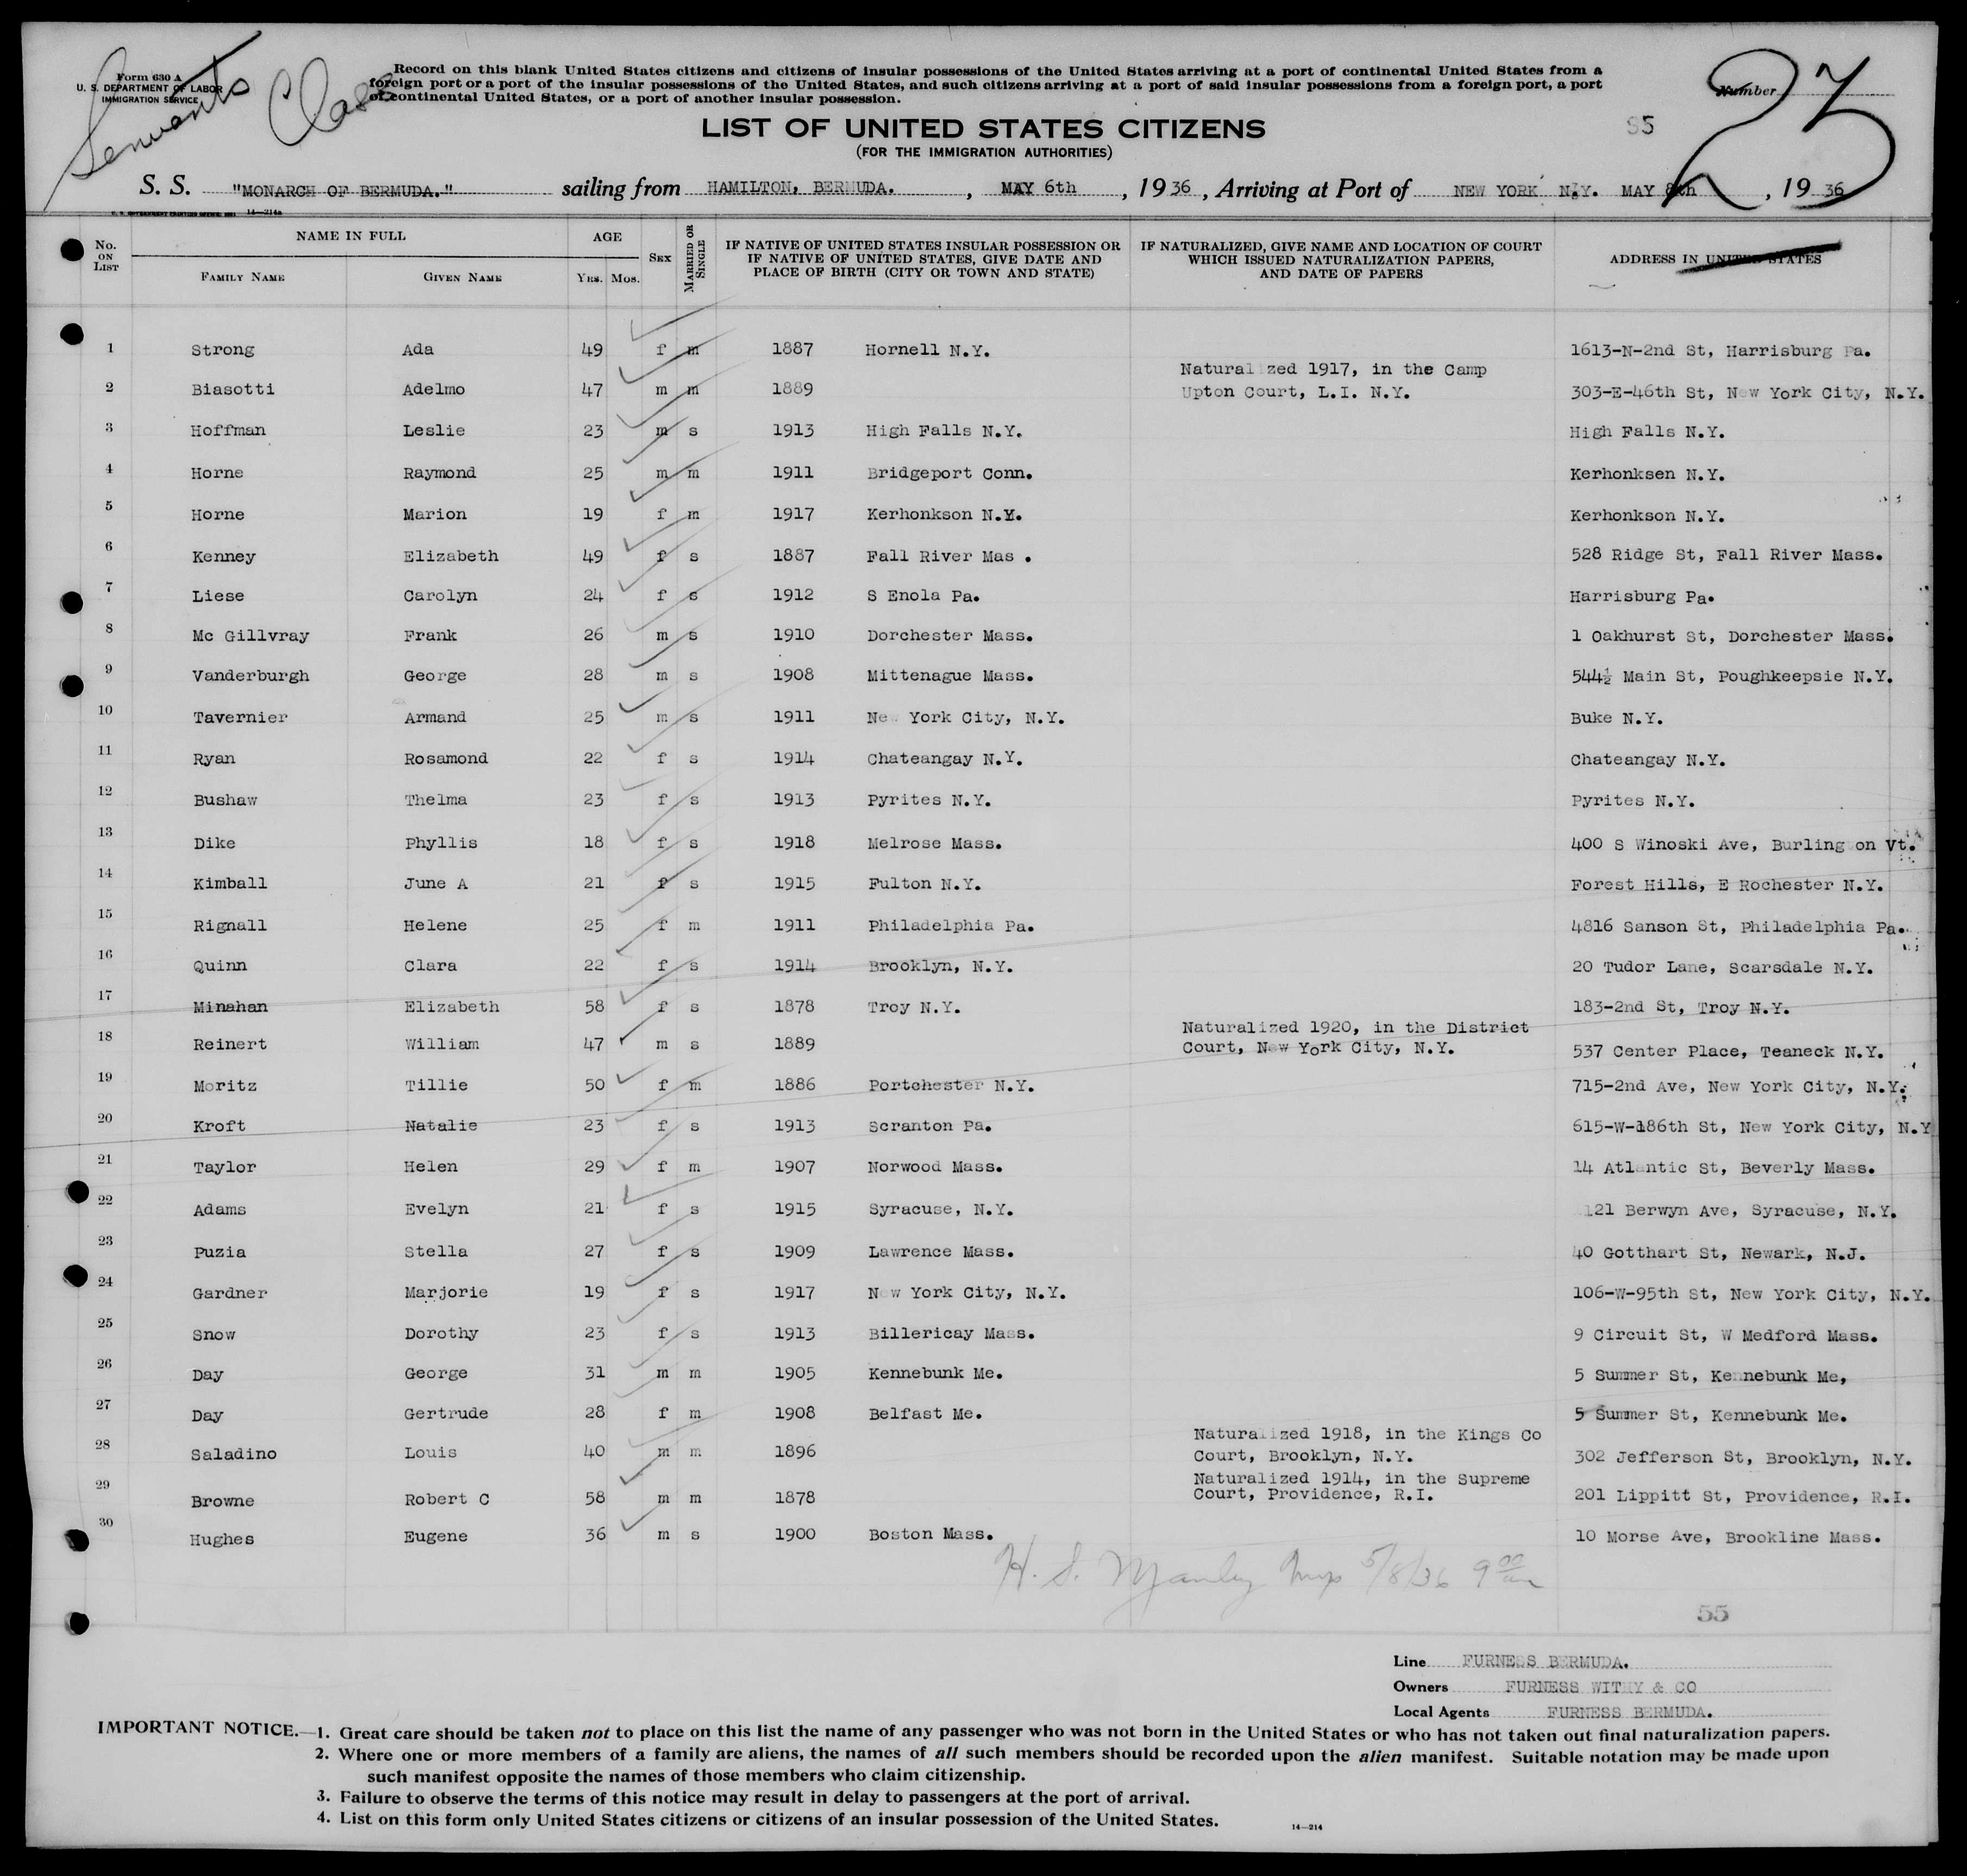 Servants Class
Form 630 A
U. S. DEPARTMENT OF LABOR
IMMIGRATION SERVICE
Record on this blank United States citizens and citizens of insular possessions of the United States arriving at a port of continental United States from a
foreign port or a port of the insular possessions of the United States, and such citizens arriving at a port of said insular possessions from a foreign port, a port
of continental United States, or a port of another insular possession.
Number
LIST OF UNITED STATES CITIZENS
(FOR THE IMMIGRATION AUTHORITIES)
S. S. "MONARCH OF BERMUDA." sailing from HAMILTON, BERMUDA. , MAY 6th , 19 36 , Arriving at Port of NEW YORK N.Y. MAY 8th , 19 36
14—214a
No. ON LIST NAME IN FULL FAMILY NAME GIVEN NAME AGE YRS. MOS. SEX MARRIED OR SINGLE IF NATIVE OF UNITED STATES INSULAR POSSESSION OR IF NATIVE OF UNITED STATES, GIVE DATE AND PLACE OF BIRTH (CITY OR TOWN AND STATE) IF NATURALIZED, GIVE NAME AND LOCATION OF COURT WHICH ISSUED NATURALIZATION PAPERS, AND DATE OF PAPERS ADDRESS IN UNITED STATES
1 Strong Ada 49 f m 1887 Hornell N.Y. 1613-N-2nd St, Harrisburg Pa.
Naturalized 1917, in the Camp
2 Biasotti Adelmo 47 m m 1889 Upton Court, L.I. N.Y. 303-E-46th St, New York City, N.Y.
3 Hoffman Leslie 23 m s 1913 High Falls N.Y. High Falls N.Y.
4 Horne Raymond 25 m m 1911 Bridgeport Conn. Kerhonksen N.Y.
5 Horne Marion 19 f m 1917 Kerhonkson N.Y. Kerhonkson N.Y.
6 Kenney Elizabeth 49 f s 1887 Fall River Mas . 528 Ridge St, Fall River Mass.
7 Liese Carolyn 24 f s 1912 S Enola Pa. Harrisburg Pa.
8 Mc Gillvray Frank 26 m s 1910 Dorchester Mass. 1 Oakhurst St, Dorchester Mass.
9 Vanderburgh George 28 m s 1908 Mittenague Mass. 544½ Main St, Poughkeepsie N.Y.
10 Tavernier Armand 25 m s 1911 New York City, N.Y. Buke N.Y.
11 Ryan Rosamond 22 f s 1914 Chateangay N.Y. Chateangay N.Y.
12 Bushaw Thelma 23 f s 1913 Pyrites N.Y. Pyrites N.Y.
13 Dike Phyllis 18 f s 1918 Melrose Mass. 400 S Winoski Ave, Burlington Vt.
14 Kimball June A 21 f s 1915 Fulton N.Y. Forest Hills, E Rochester N.Y.
15 Rignall Helene 25 f m 1911 Philadelphia Pa. 4816 Sanson St, Philadelphia Pa.
16 Quinn Clara 22 f s 1914 Brooklyn, N.Y. 20 Tudor Lane, Scarsdale N.Y.
17 Minahan Elizabeth 58 f s 1878 Troy N.Y. 183-2nd St, Troy N.Y.
Naturalized 1920, in the District
18 Reinert William 47 m s 1889 Court, New York City, N.Y. 537 Center Place, Teaneck N.Y.
19 Moritz Tillie 50 f m 1886 Portchester N.Y. 715-2nd Ave, New York City, N.Y.
20 Kroft Natalie 23 f s 1913 Scranton Pa. 615-W-186th St, New York City, N.Y
21 Taylor Helen 29 f m 1907 Norwood Mass. 14 Atlantic St, Beverly Mass.
22 Adams Evelyn 21 f s 1915 Syracuse, N.Y. 121 Berwyn Ave, Syracuse, N.Y.
23 Puzia Stella 27 f s 1909 Lawrence Mass. 40 Gotthart St, Newark, N.J.
24 Gardner Marjorie 19 f s 1917 New York City, N.Y. 106-W-95th St, New York City, N.Y.
25 Snow Dorothy 23 f s 1913 Billericay Mass. 9 Circuit St, W Medford Mass.
26 Day George 31 m m 1905 Kennebunk Me. 5 Summer St, Kennebunk Me,
27 Day Gertrude 28 f m 1908 Belfast Me. 5 Summer St, Kennebunk Me.
Naturalized 1918, in the Kings Co
28 Saladino Louis 40 m m 1896 Court, Brooklyn, N.Y. 302 Jefferson St, Brooklyn, N.Y.
Naturalized 1914, in the Supreme
29 Browne Robert C 58 m m 1878 Court, Providence, R.I. 201 Lippitt St, Providence, R.I.
30 Hughes Eugene 36 m s 1900 Boston Mass. 10 Morse Ave, Brookline Mass.
H. S. Manley 5/8/36 9 00 am
55
Line FURNESS BERMUDA.
Owners FURNESS WITHY & CO
Local Agents FURNESS BERMUDA.
IMPORTANT NOTICE.—1. Great care should be taken not to place on this list the name of any passenger who was not born in the United States or who has not taken out final naturalization papers.
2. Where one or more members of a family are aliens, the names of all such members should be recorded upon the alien manifest. Suitable notation may be made upon
such manifest opposite the names of those members who claim citizenship.
3. Failure to observe the terms of this notice may result in delay to passengers at the port of arrival.
4. List on this form only United States citizens or citizens of an insular possession of the United States.
14—214